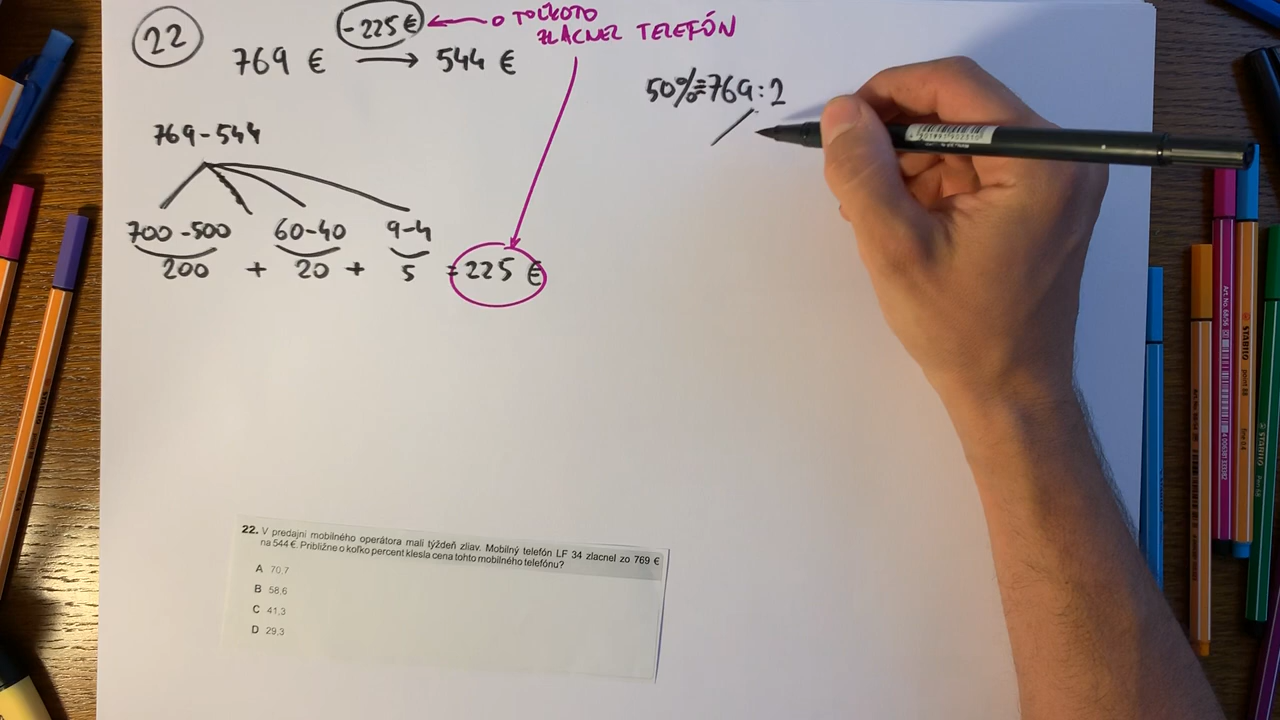 22
-225 €
O TOĽKOTO
ZLACNEL TELEFÓN
769 € → 544 €
50% = 769 : 2
769 - 544
700 - 500 60 - 40 9 - 4
200 + 20 + 5 = 225 €
22. V predajni mobilného operátora mali týždeň zliav. Mobilný telefón LF 34 zlacnel zo 769 €
na 544 €. Približne o koľko percent klesla cena tohto mobilného telefónu?
A 70,7
B 58,6
C 41,3
D 29,3
STABILO
STABILO